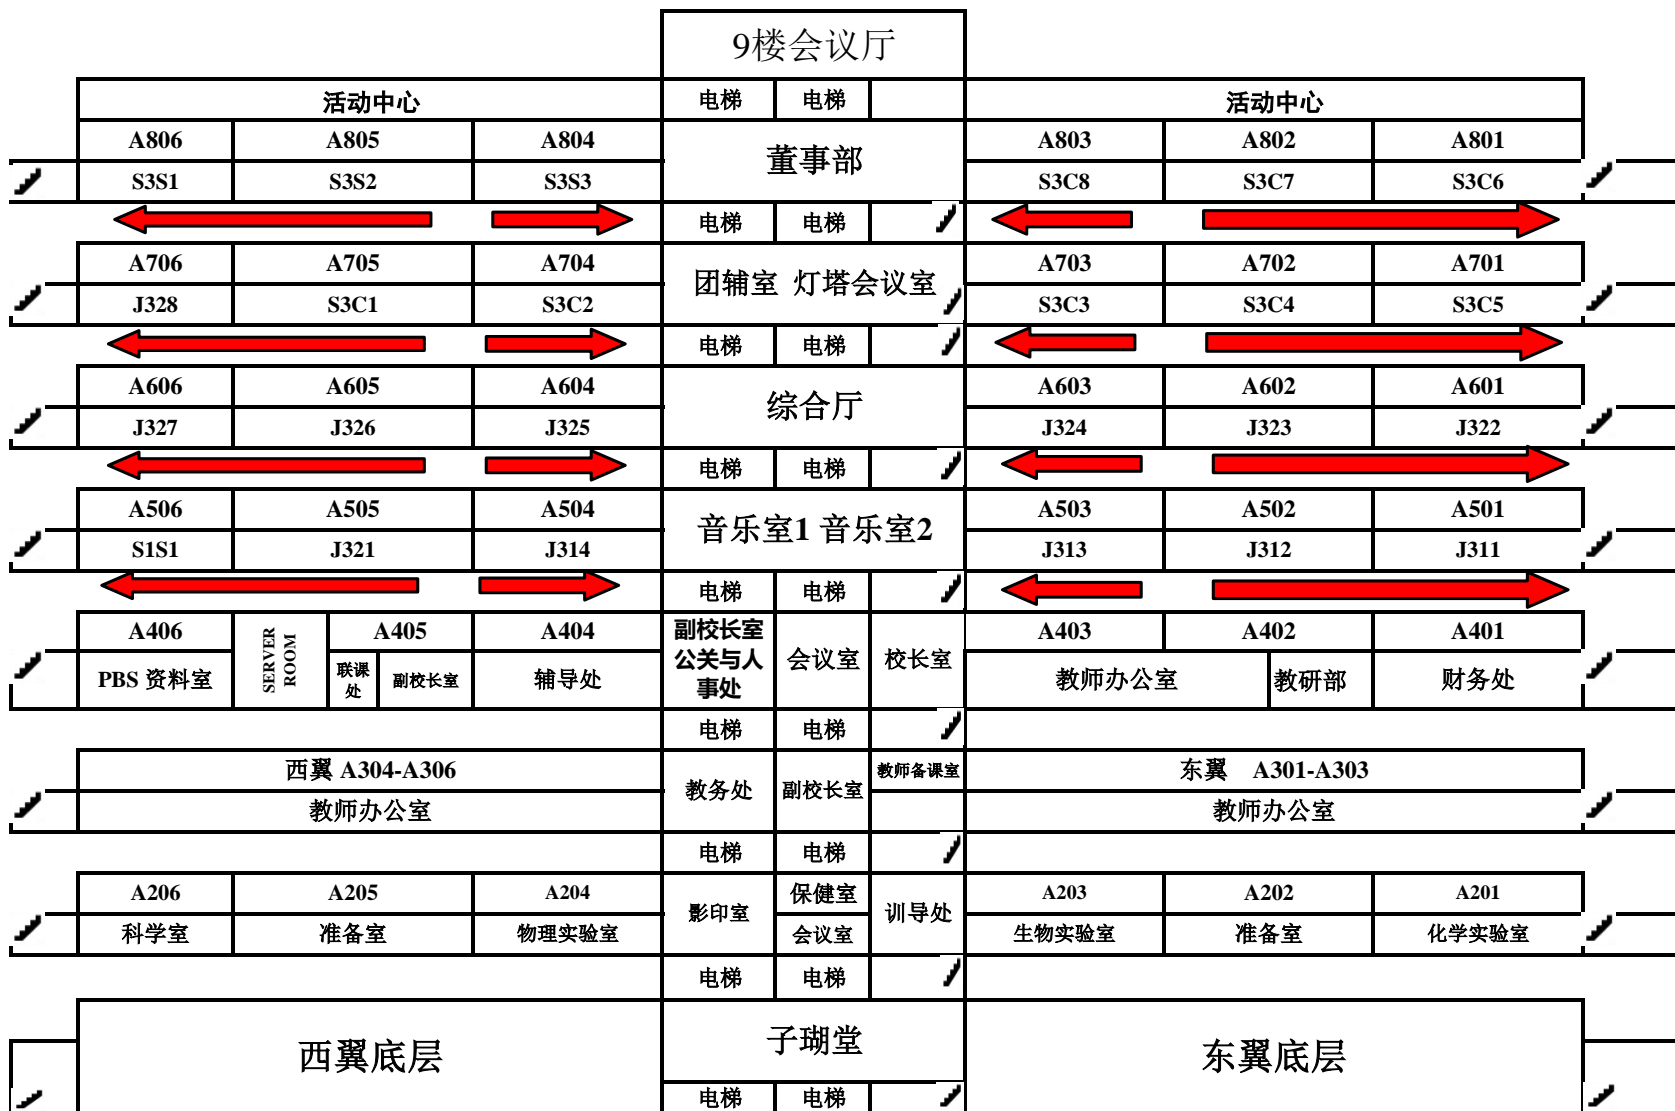 9楼会议厅
活动中心 电梯 电梯 活动中心
A806 A805 A804 董事部 A803 A802 A801
S3S1 S3S2 S3S3 S3C8 S3C7 S3C6
电梯 电梯
A706 A705 A704 团辅室 灯塔会议室 A703 A702 A701
J328 S3C1 S3C2 S3C3 S3C4 S3C5
电梯 电梯
A606 A605 A604 综合厅 A603 A602 A601
J327 J326 J325 J324 J323 J322
电梯 电梯
A506 A505 A504 音乐室1 音乐室2 A503 A502 A501
S1S1 J321 J314 J313 J312 J311
电梯 电梯
A406 SERVER ROOM A405 A404 副校长室 公关与人事处 会议室 校长室 A403 A402 A401
PBS 资料室 联课处 副校长室 辅导处 教师办公室 教研部 财务处
电梯 电梯
西翼 A304-A306 教务处 副校长室 教师备课室 东翼 A301-A303
教师办公室 教师办公室
电梯 电梯
A206 A205 A204 影印室 保健室 训导处 A203 A202 A201
科学室 准备室 物理实验室 会议室 生物实验室 准备室 化学实验室
电梯 电梯
西翼底层 子瑚堂 东翼底层
电梯 电梯